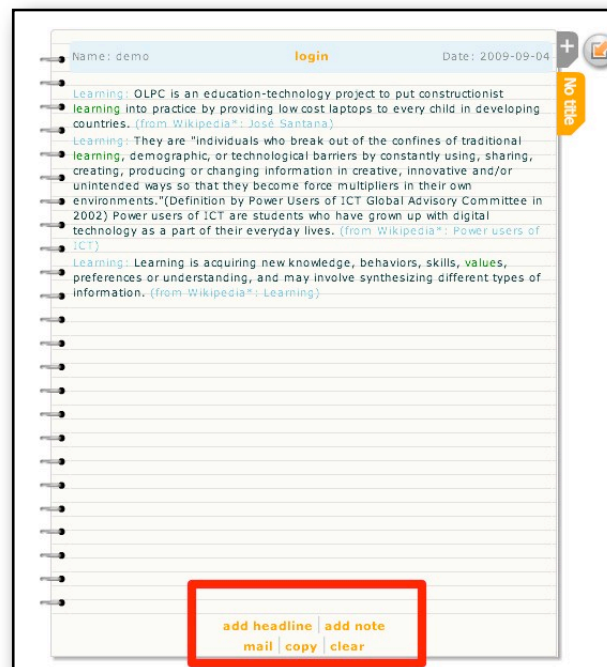 Name: demo login Date: 2009-09-04
+
No title
Learning: OLPC is an education-technology project to put constructionist
learning into practice by providing low cost laptops to every child in developing
countries. (from Wikipedia*: José Santana)
Learning: They are "individuals who break out of the confines of traditional
learning, demographic, or technological barriers by constantly using, sharing,
creating, producing or changing information in creative, innovative and/or
unintended ways so that they become force multipliers in their own
environments."(Definition by Power Users of ICT Global Advisory Committee in
2002) Power users of ICT are students who have grown up with digital
technology as a part of their everyday lives. (from Wikipedia*: Power users of
ICT)
Learning: Learning is acquiring new knowledge, behaviors, skills, values,
preferences or understanding, and may involve synthesizing different types of
information. (from Wikipedia*: Learning)
add headline | add note
mail | copy | clear